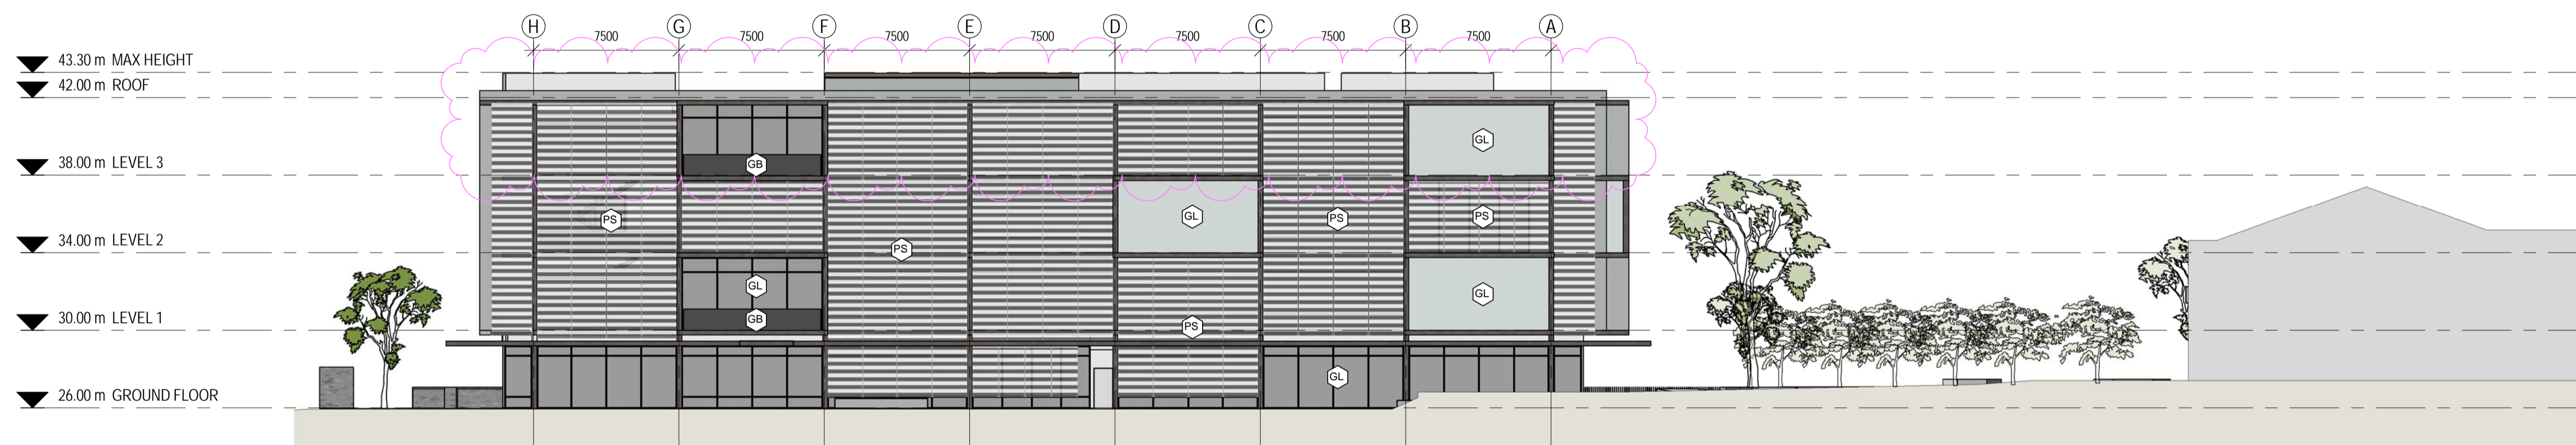 H G F E D C B A
7500 7500 7500 7500 7500 7500 7500
43.30 m MAX HEIGHT
42.00 m ROOF
GL
38.00 m LEVEL 3
GB
PS PS GL PS PS
34.00 m LEVEL 2
PS
GL GL
30.00 m LEVEL 1
GB
PS
GL
26.00 m GROUND FLOOR